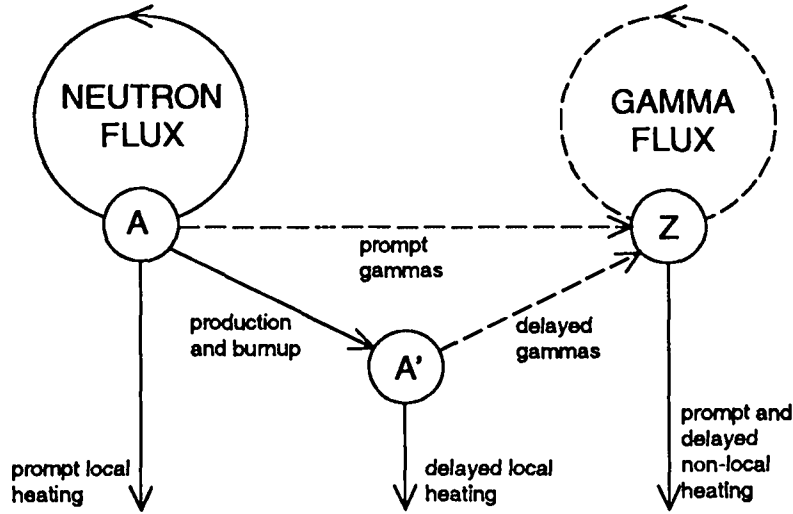 NEUTRON
FLUX
GAMMA
FLUX
A
Z
prompt
gammas
production
and burnup
delayed
gammas
A'
prompt local
heating
delayed local
heating
prompt and
delayed
non-local
heating